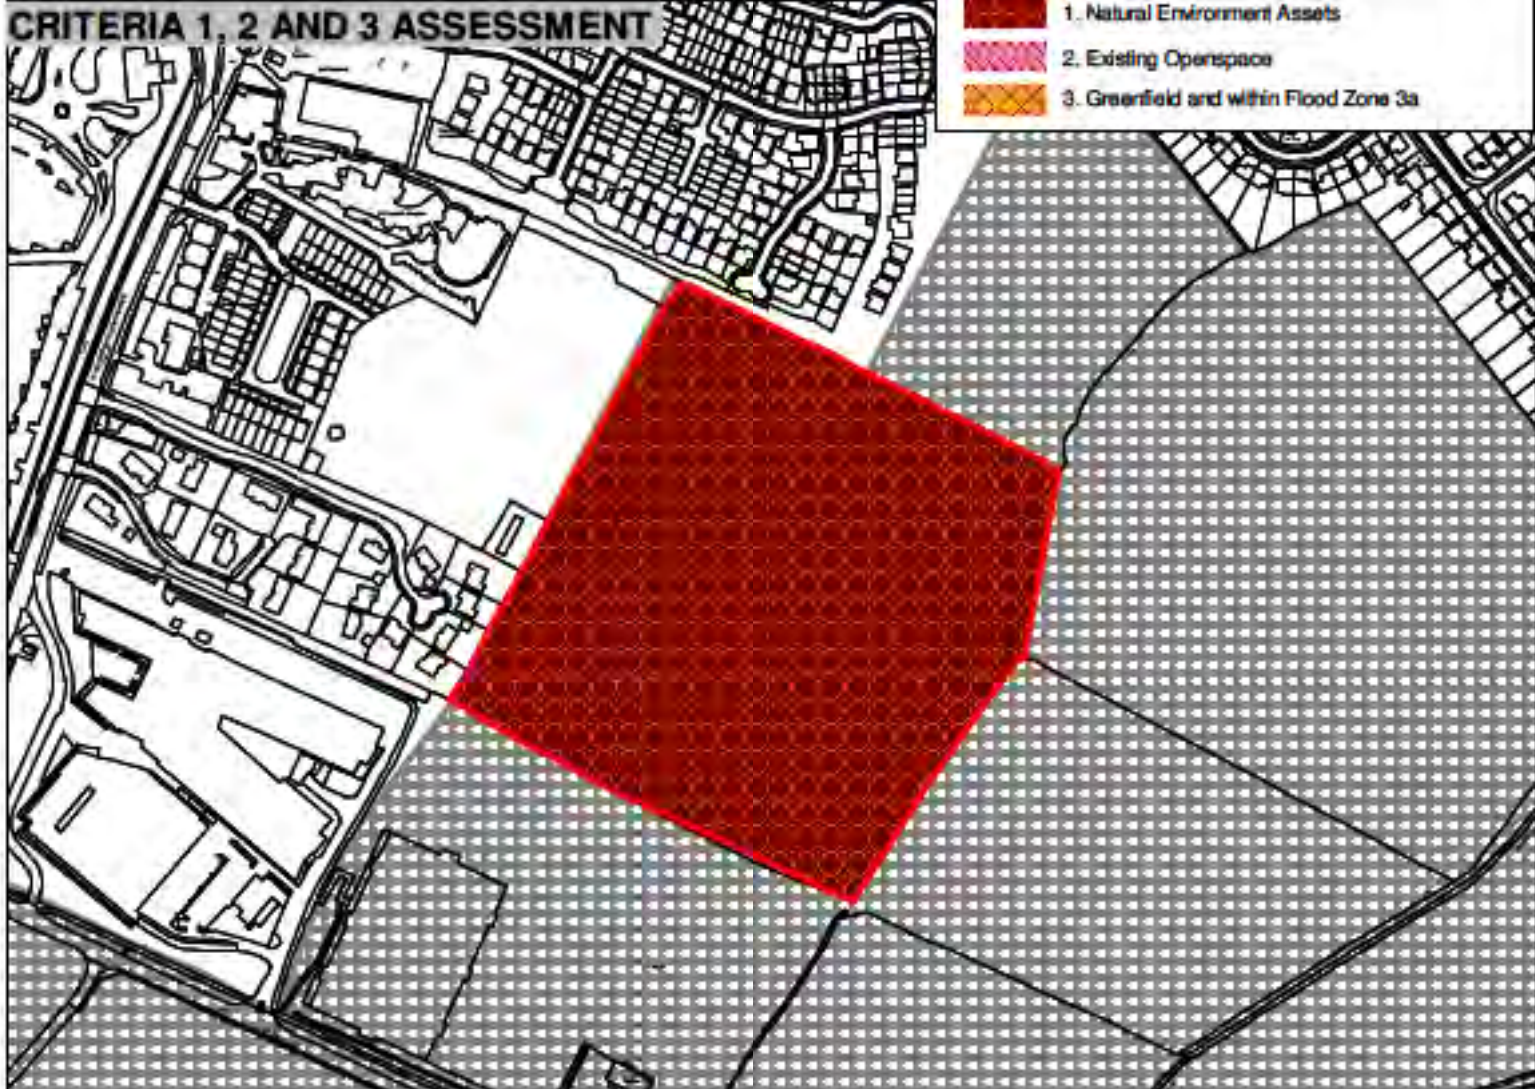 CRITERIA 1, 2 AND 3 ASSESSMENT
1. Natural Environment Assets
2. Existing Openspace
3. Greenfield and within Flood Zone 3a